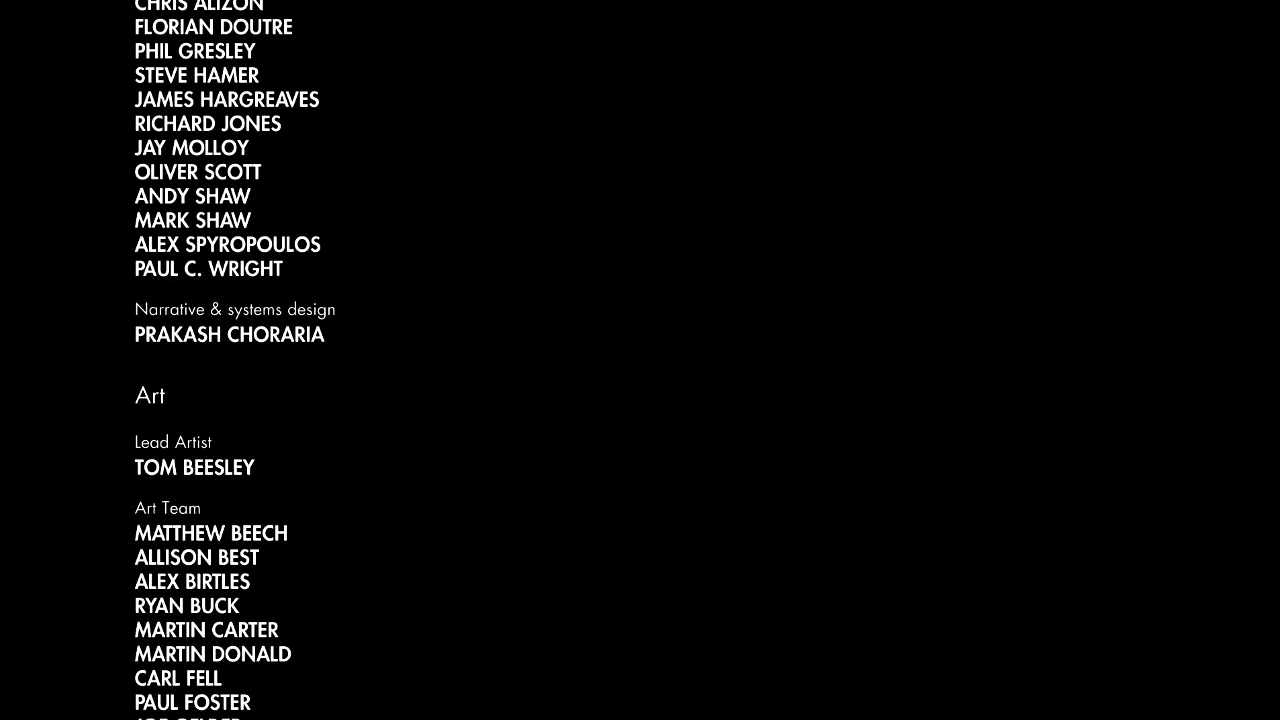 CHRIS ALIZON
FLORIAN DOUTRE
PHIL GRESLEY
STEVE HAMER
JAMES HARGREAVES
RICHARD JONES
JAY MOLLOY
OLIVER SCOTT
ANDY SHAW
MARK SHAW
ALEX SPYROPOULOS
PAUL C. WRIGHT
Narrative & systems design
PRAKASH CHORARIA
Art
Lead Artist
TOM BEESLEY
Art Team
MATTHEW BEECH
ALLISON BEST
ALEX BIRTLES
RYAN BUCK
MARTIN CARTER
MARTIN DONALD
CARL FELL
PAUL FOSTER